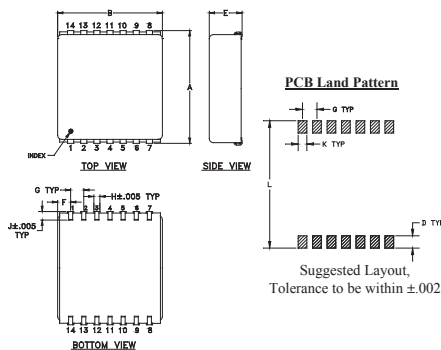 B
E
14 13 12 11 10 9 8
A
INDEX
1 2 3 4 5 6 7
TOP VIEW
SIDE VIEW
PCB Land Pattern
G TYP
K TYP
L
D TY
Suggested Layout,
Tolerance to be within ±.002
G TYP
H±.005 TYP
F
1 2 3 4 5 6 7
J±.005
TYP
14 13 12 11 10 9 8
BOTTOM VIEW